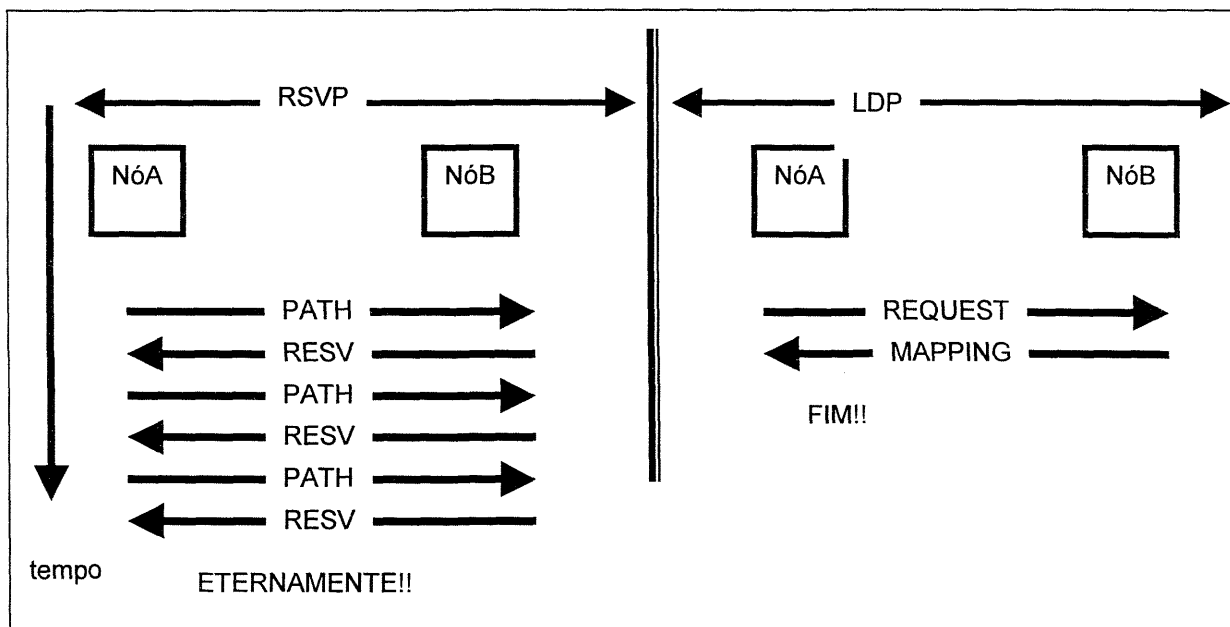 RSVP
LDP
NóA
NóB
NóA
NóB
PATH
RESV
PATH
RESV
PATH
RESV
REQUEST
MAPPING
FIM!!
tempo
ETERNAMENTE!!